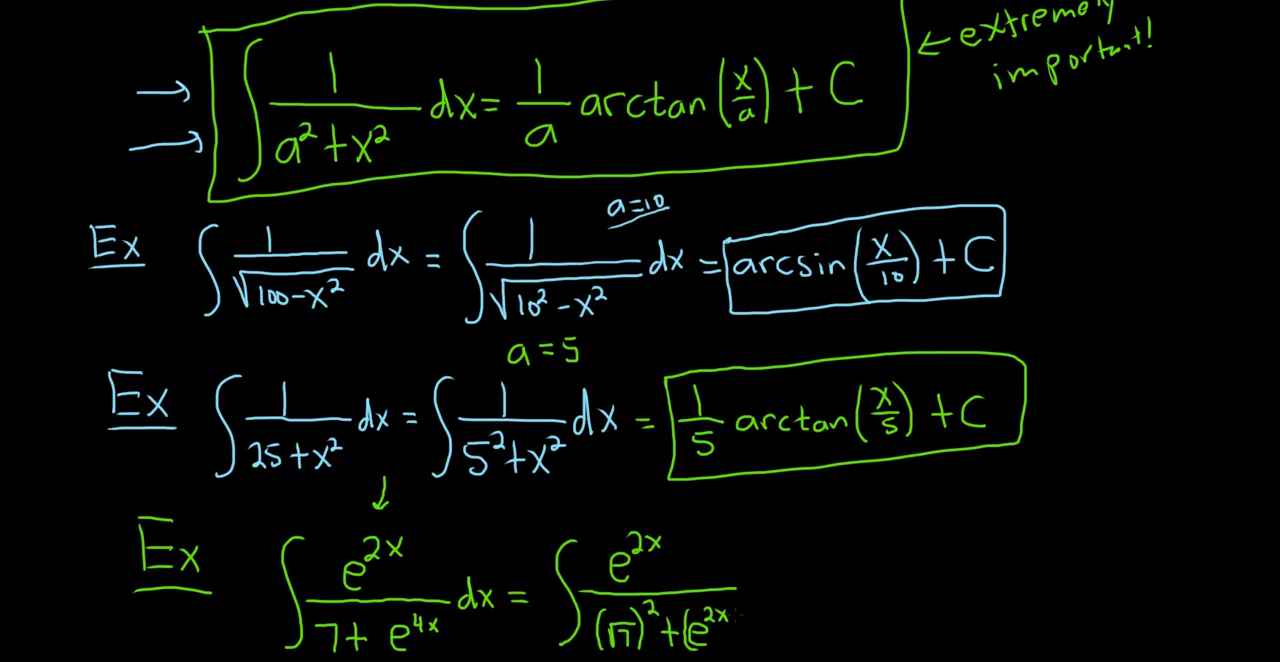 ∫ 1/(a² + x²) dx = 1/a arctan(x/a) + C ← extremely important!
→
→
a=10
Ex ∫ 1/√(100-x²) dx = ∫ 1/√(10²-x²) dx = arcsin(x/10) + C
a = 5
Ex ∫ 1/(25+x²) dx = ∫ 1/(5²+x²) dx = 1/5 arctan(x/5) + C
↓
Ex ∫ e^(2x)/(7+ e^(4x)) dx = ∫ e^(2x)/(√7)² + (e^(2x)